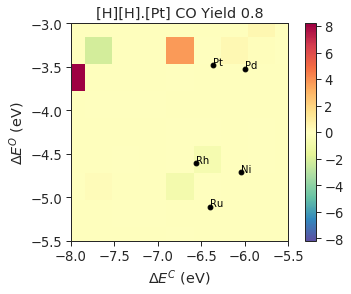 [H][H].[Pt] CO Yield 0.8
−3.0
−3.5
−4.0
−4.5
−5.0
−5.5
ΔE^O (eV)
Pt
Pd
Rh
Ni
Ru
−8.0 −7.5 −7.0 −6.5 −6.0 −5.5
ΔE^C (eV)
8
6
4
2
0
−2
−4
−6
−8